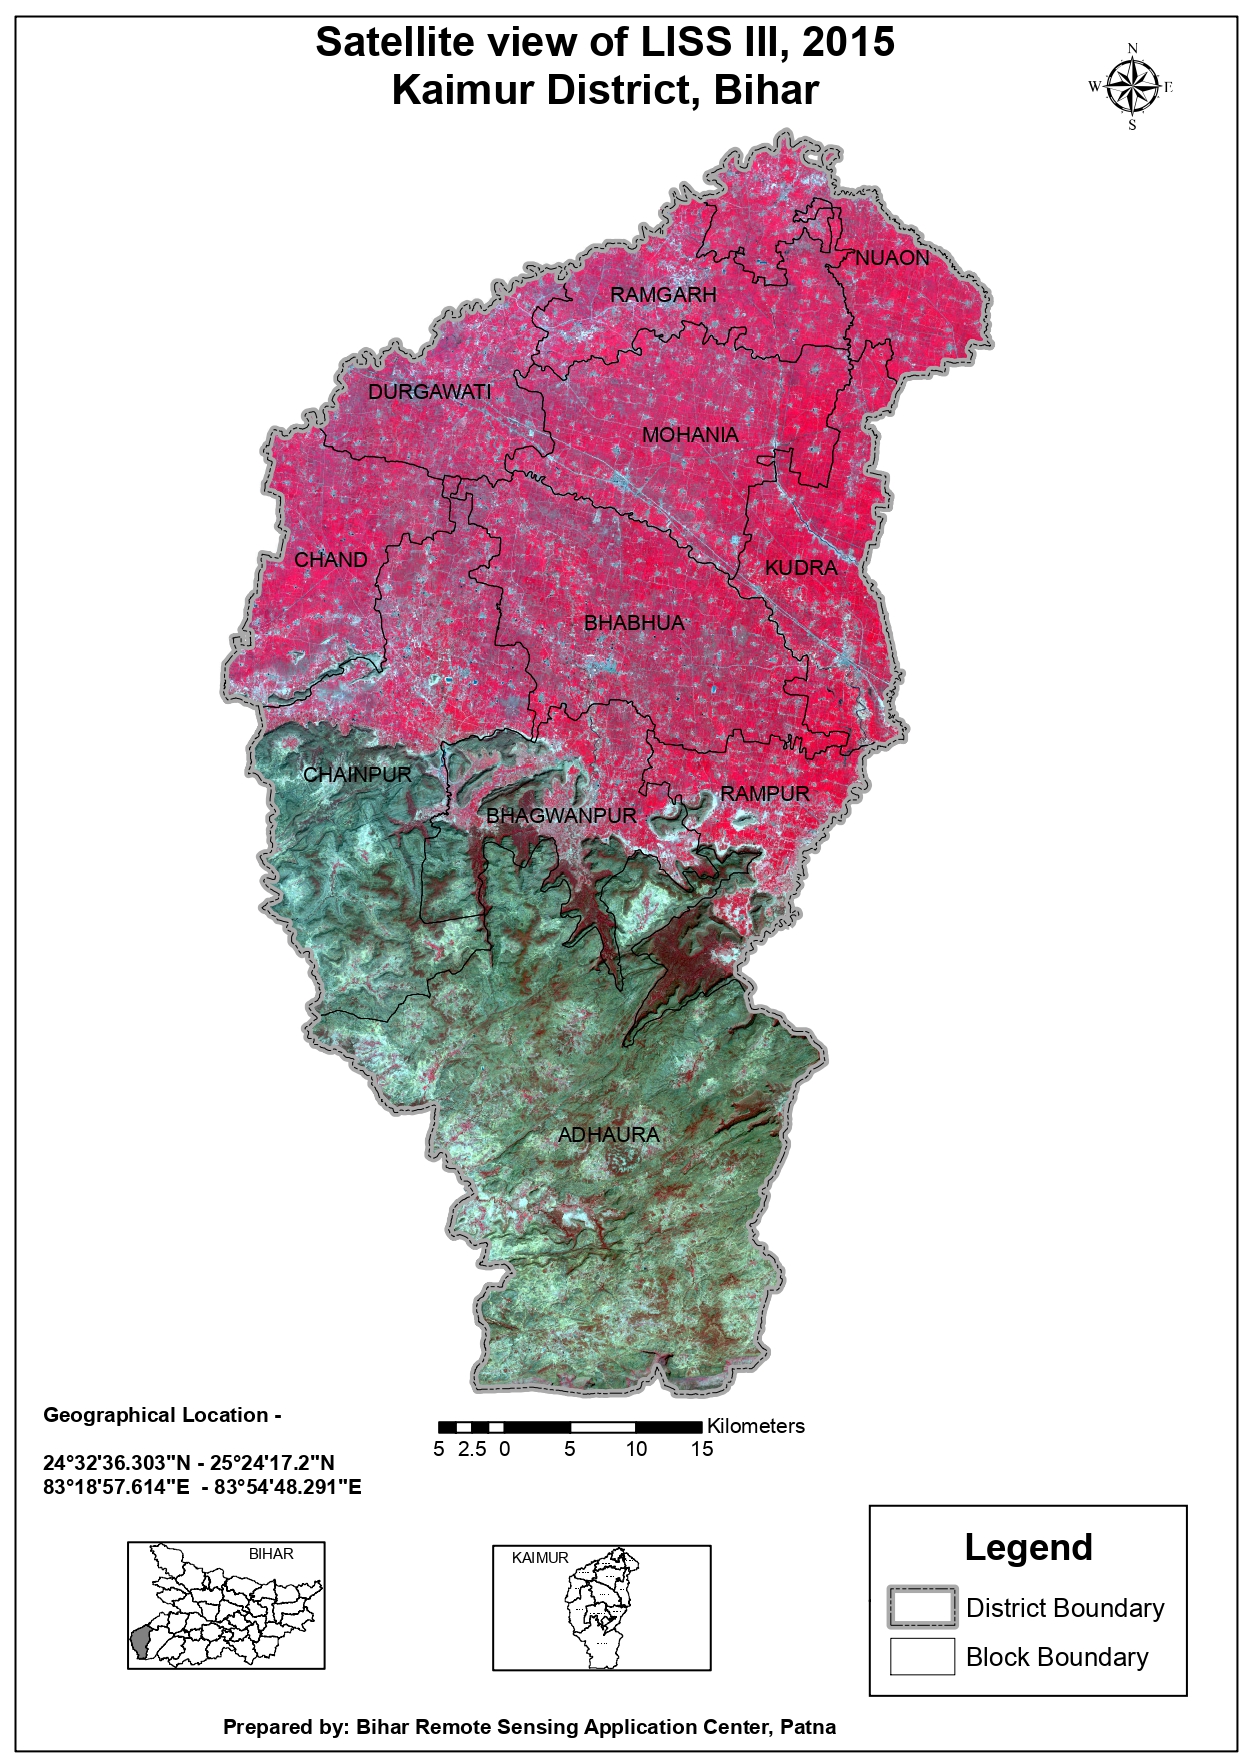 Satellite view of LISS III, 2015
Kaimur District, Bihar
N
W E
S
NUAON
RAMGARH
DURGAWATI
MOHANIA
CHAND
KUDRA
BHABHUA
CHAINPUR
RAMPUR
BHAGWANPUR
ADHAURA
Geographical Location -
Kilometers
5 2.5 0 5 10 15
24°32'36.303"N - 25°24'17.2"N
83°18'57.614"E - 83°54'48.291"E
BIHAR
KAIMUR
Legend
District Boundary
Block Boundary
Prepared by: Bihar Remote Sensing Application Center, Patna